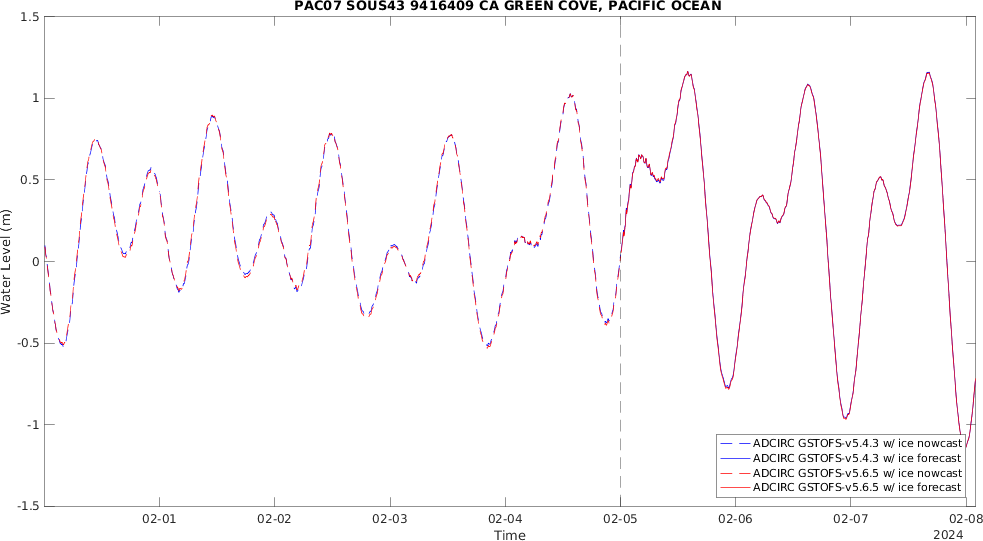 PAC07 SOUS43 9416409 CA GREEN COVE, PACIFIC OCEAN
1.5
1
0.5
0
-0.5
-1
-1.5
Water Level (m)
ADCIRC GSTOFS-v5.4.3 w/ ice nowcast
ADCIRC GSTOFS-v5.4.3 w/ ice forecast
ADCIRC GSTOFS-v5.6.5 w/ ice nowcast
ADCIRC GSTOFS-v5.6.5 w/ ice forecast
02-01 02-02 02-03 02-04 02-05 02-06 02-07 02-08
Time
2024